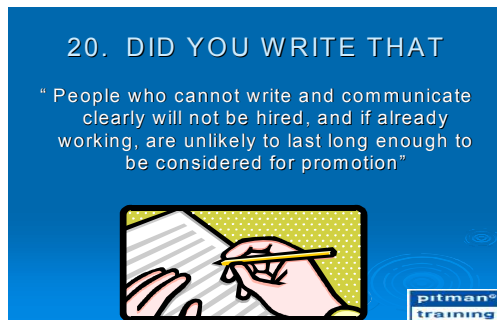 20. DID YOU WRITE THAT
“ People who cannot write and communicate
clearly will not be hired, and if already
working, are unlikely to last long enough to
be considered for promotion”
pitman©
training